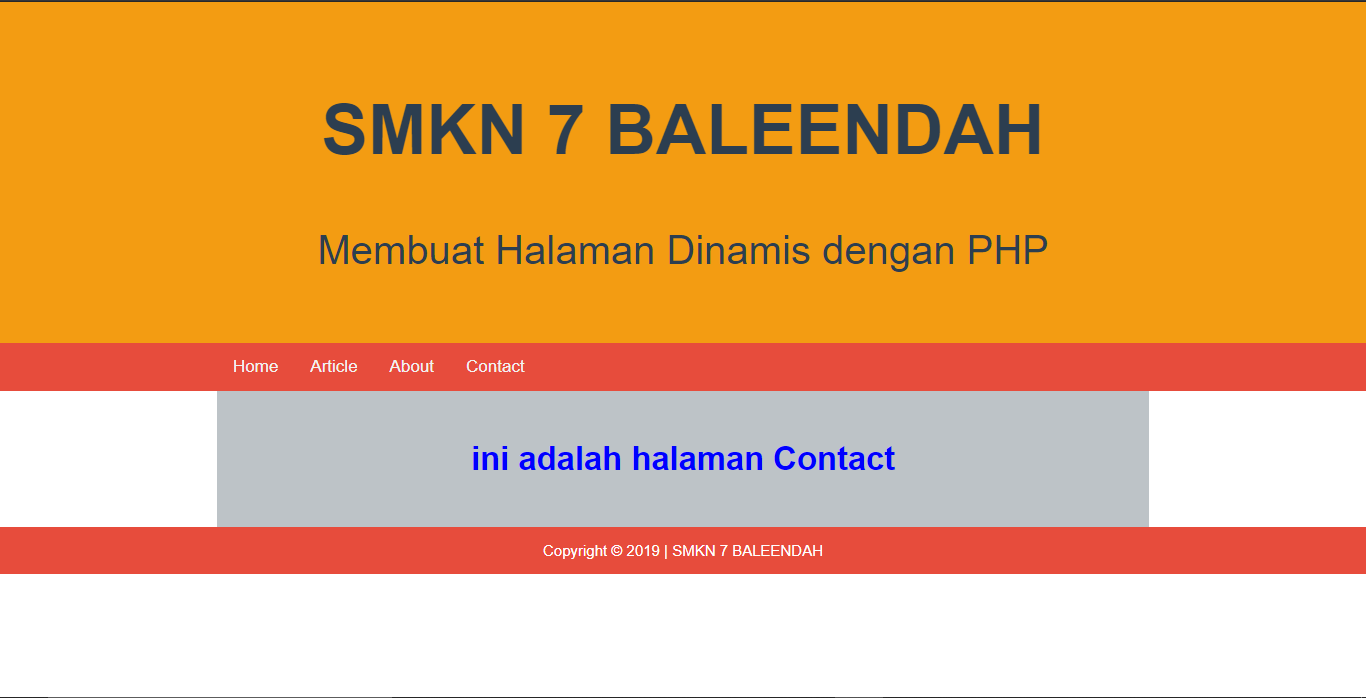 SMKN 7 BALEENDAH
Membuat Halaman Dinamis dengan PHP
Home Article About Contact
ini adalah halaman Contact
Copyright © 2019 | SMKN 7 BALEENDAH